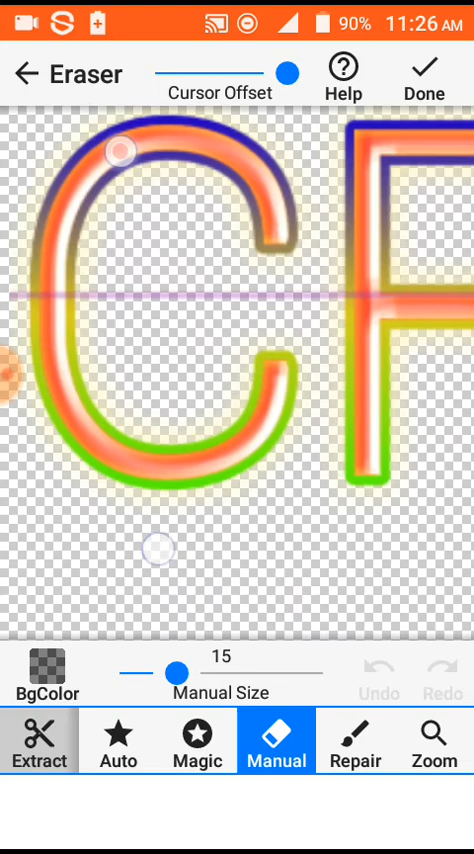 90% 11:26 AM
Eraser
Cursor Offset
Help
Done
CF
15
BgColor
Manual Size
Undo
Redo
Extract
Auto
Magic
Manual
Repair
Zoom